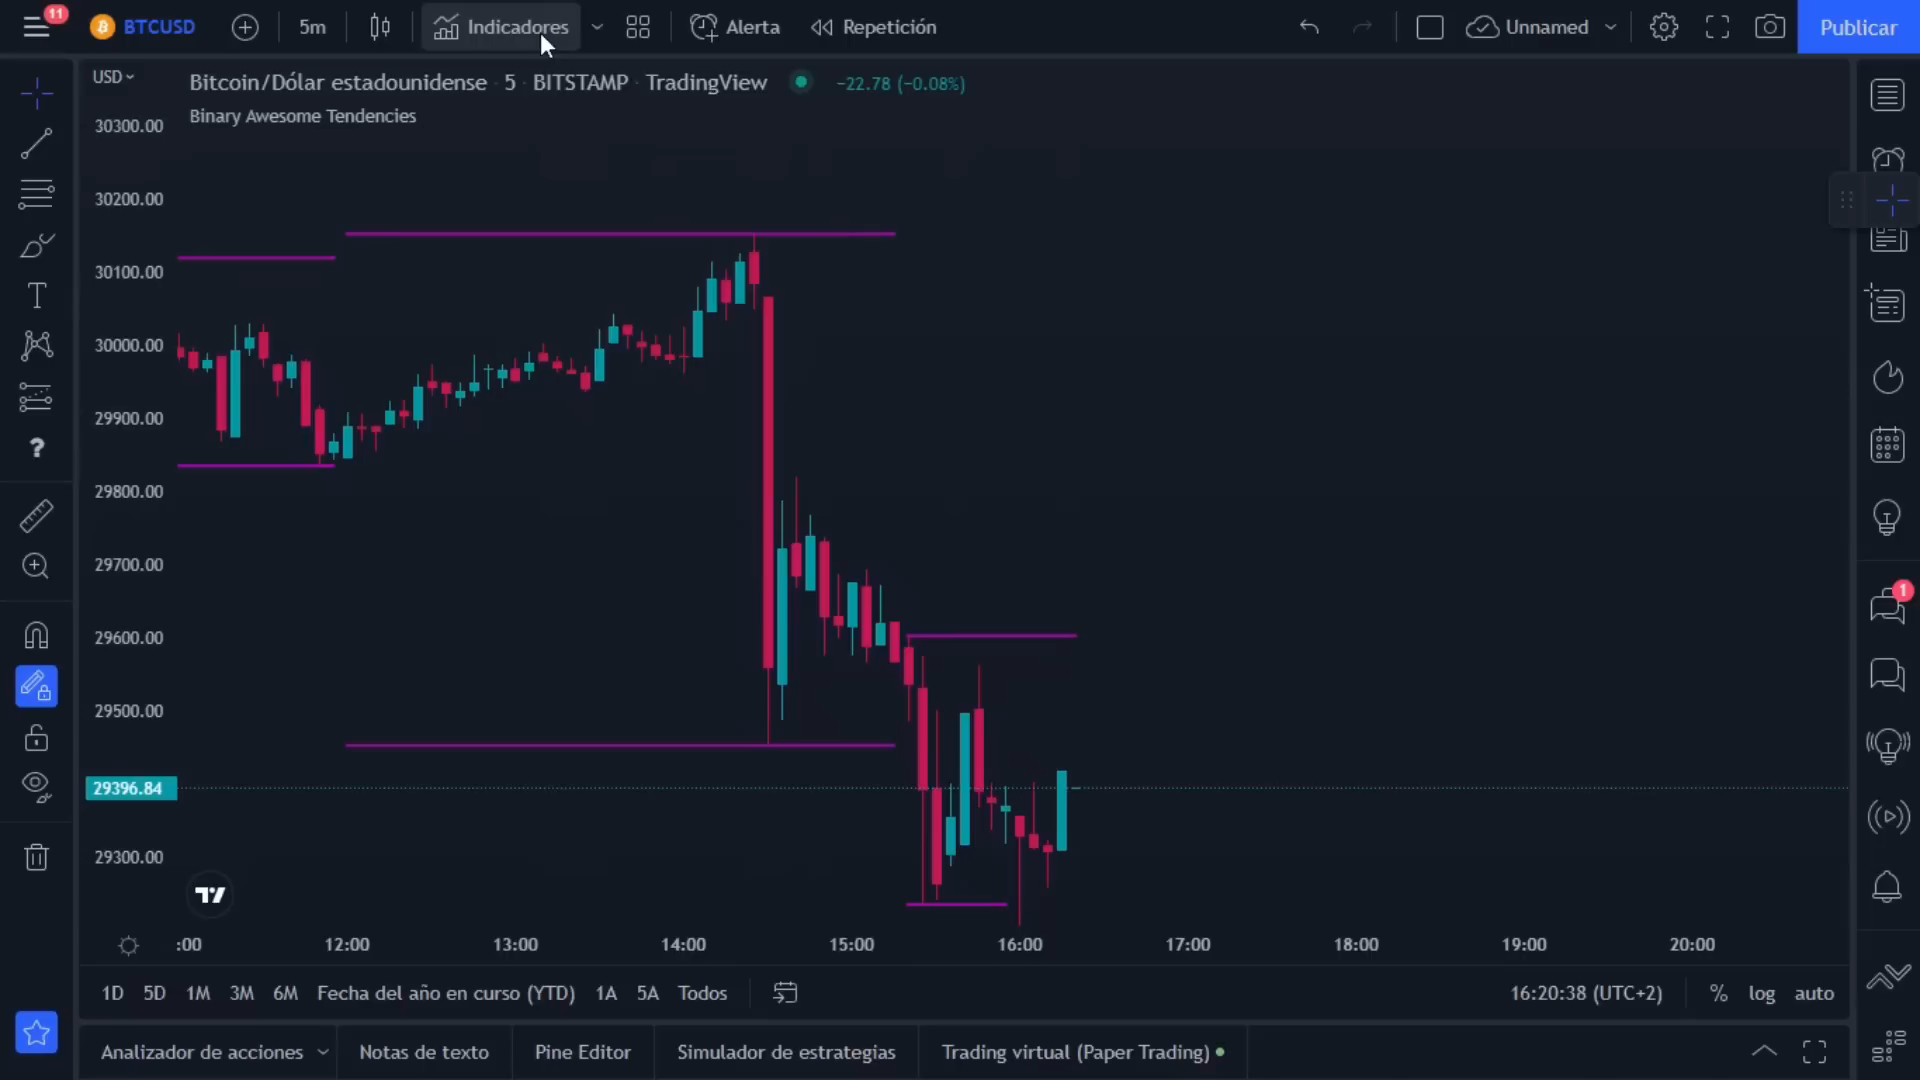 11
BTCUSD
5m
Indicadores
Alerta
Repetición
Unnamed
Publicar
USD
Bitcoin/Dólar estadounidense · 5 · BITSTAMP · TradingView
−22.78 (−0.08%)
Binary Awesome Tendencies
30300.00
30200.00
30100.00
30000.00
29900.00
29800.00
29700.00
29600.00
29500.00
29396.84
29300.00
1
:00
12:00
13:00
14:00
15:00
16:00
17:00
18:00
19:00
20:00
1D
5D
1M
3M
6M
Fecha del año en curso (YTD)
1A
5A
Todos
16:20:38 (UTC+2)
%
log
auto
Analizador de acciones
Notas de texto
Pine Editor
Simulador de estrategias
Trading virtual (Paper Trading)